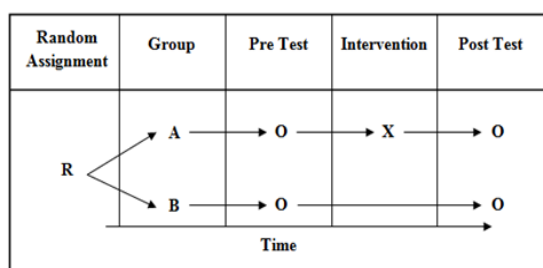 Random Assignment
Group
Pre Test
Intervention
Post Test
R
A
O
X
O
B
O
O
Time